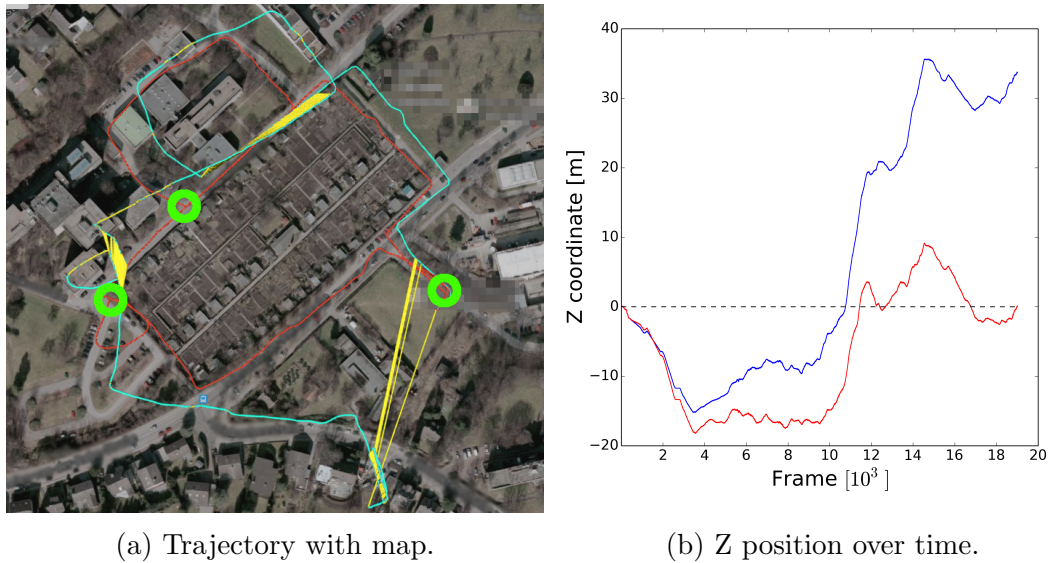 40
30
20
10
0
−10
−20
Z coordinate [m]
2 4 6 8 10 12 14 16 18 20
Frame [10³ ]
(a) Trajectory with map.
(b) Z position over time.